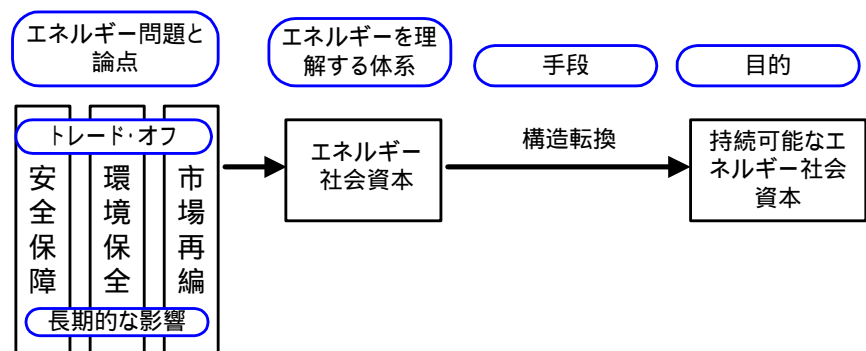 エネルギー問題と
論点
エネルギーを理
解する体系
手段
目的
トレード・オフ
安全保障
環境保全
市場再編
長期的な影響
エネルギー
社会資本
構造転換
持続可能なエ
ネルギー社会
資本